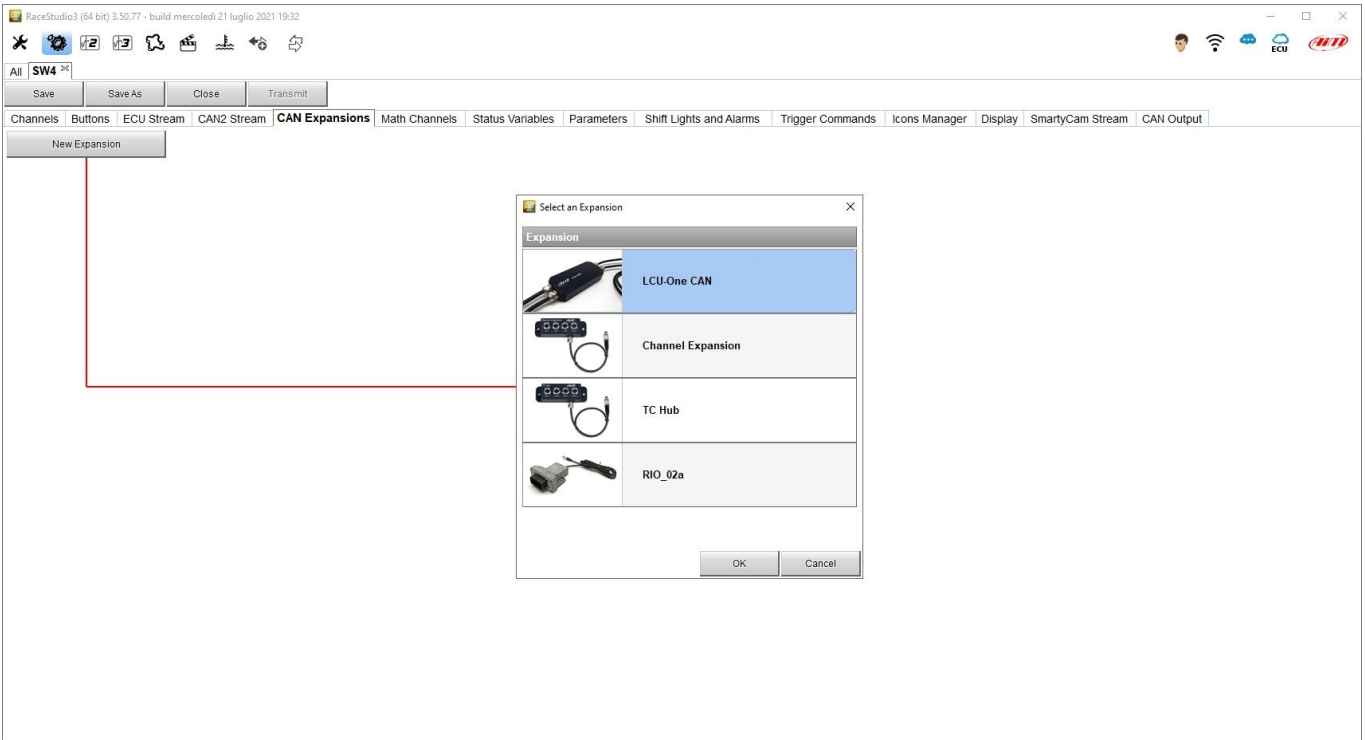 RaceStudio3 (64 bit) 3.50.77 - build mercoledì 21 luglio 2021 19:32
ECU
AiM
All SW4
Save Save As Close Transmit
Channels Buttons ECU Stream CAN2 Stream CAN Expansions Math Channels Status Variables Parameters Shift Lights and Alarms Trigger Commands Icons Manager Display SmartyCam Stream CAN Output
New Expansion
Select an Expansion
Expansion
LCU-One CAN
Channel Expansion
TC Hub
RIO_02a
OK Cancel